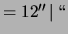 = 12″ | “